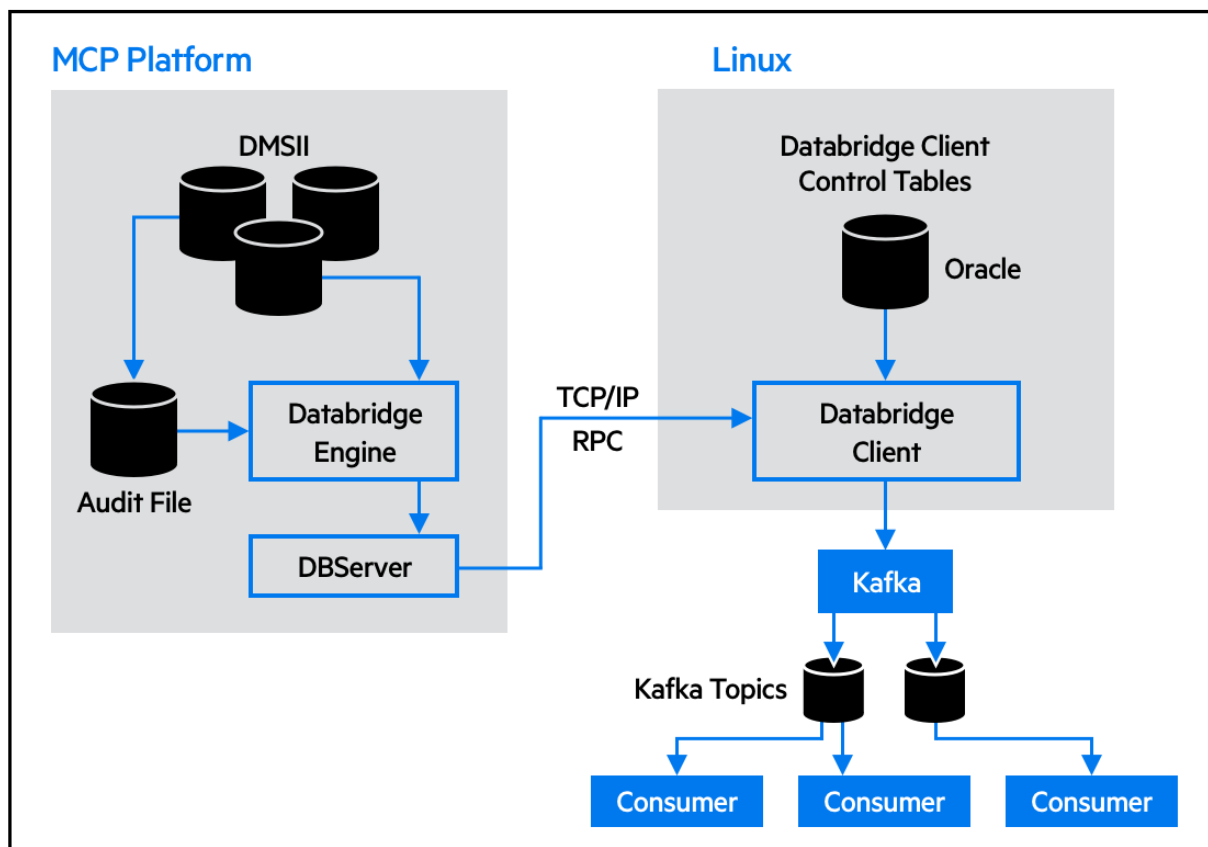 MCP Platform
Linux
DMSII
Databridge Client
Control Tables
Oracle
Audit File
Databridge
Engine
DBServer
TCP/IP
RPC
Databridge
Client
Kafka
Kafka Topics
Consumer
Consumer
Consumer